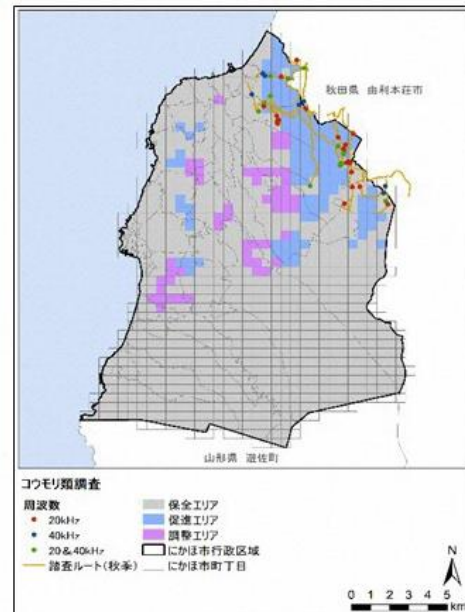 秋田県 由利本荘市
山形県 遊佐町
コウモリ類調査
周波数
20kHz
40kHz
20&40kHz
踏査ルート(秋季)
保全エリア
促進エリア
調整エリア
にかほ市行政区域
にかほ市町丁目
N
0 1 2 3 4 5
km